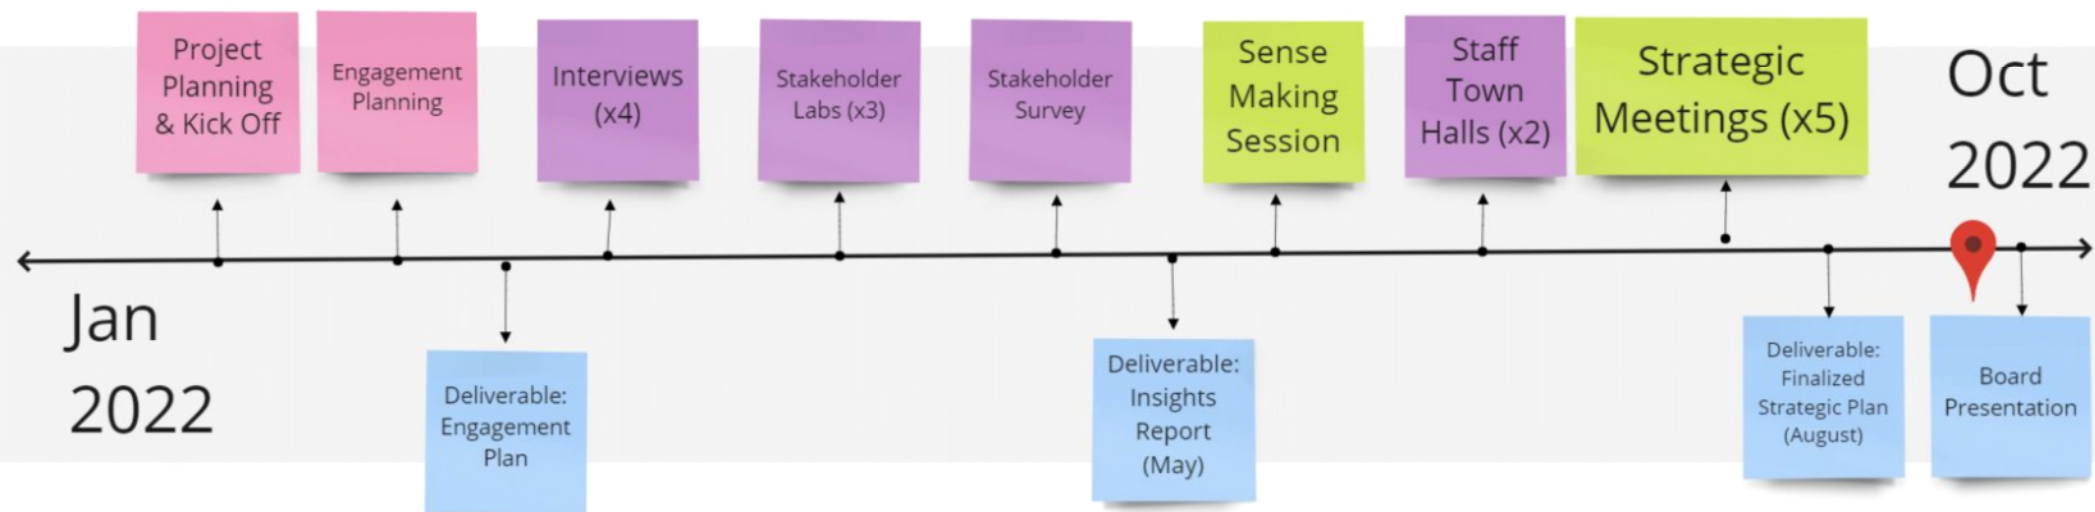 Project
Planning
& Kick Off
Engagement
Planning
Interviews
(x4)
Stakeholder
Labs (x3)
Stakeholder
Survey
Sense
Making
Session
Staff
Town
Halls (x2)
Strategic
Meetings (x5)
Oct
2022
Jan
2022
Deliverable:
Engagement
Plan
Deliverable:
Insights
Report
(May)
Deliverable:
Finalized
Strategic Plan
(August)
Board
Presentation